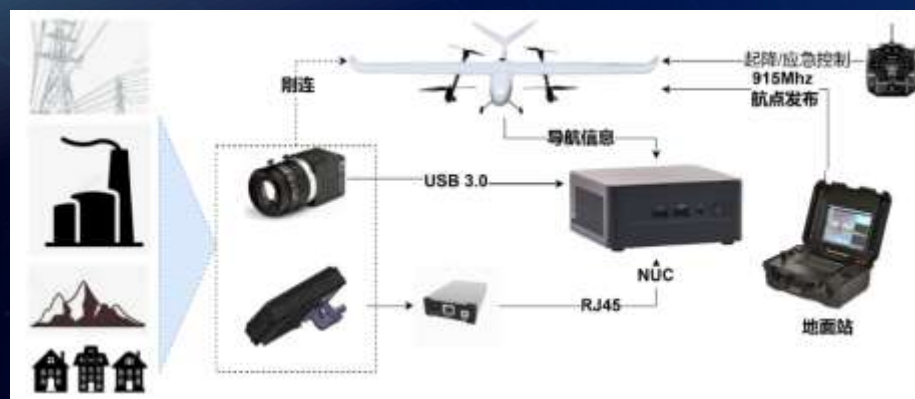 起降/应急控制
915Mhz
航点发布
刚连
导航信息
USB 3.0
NUC
RJ45
地面站